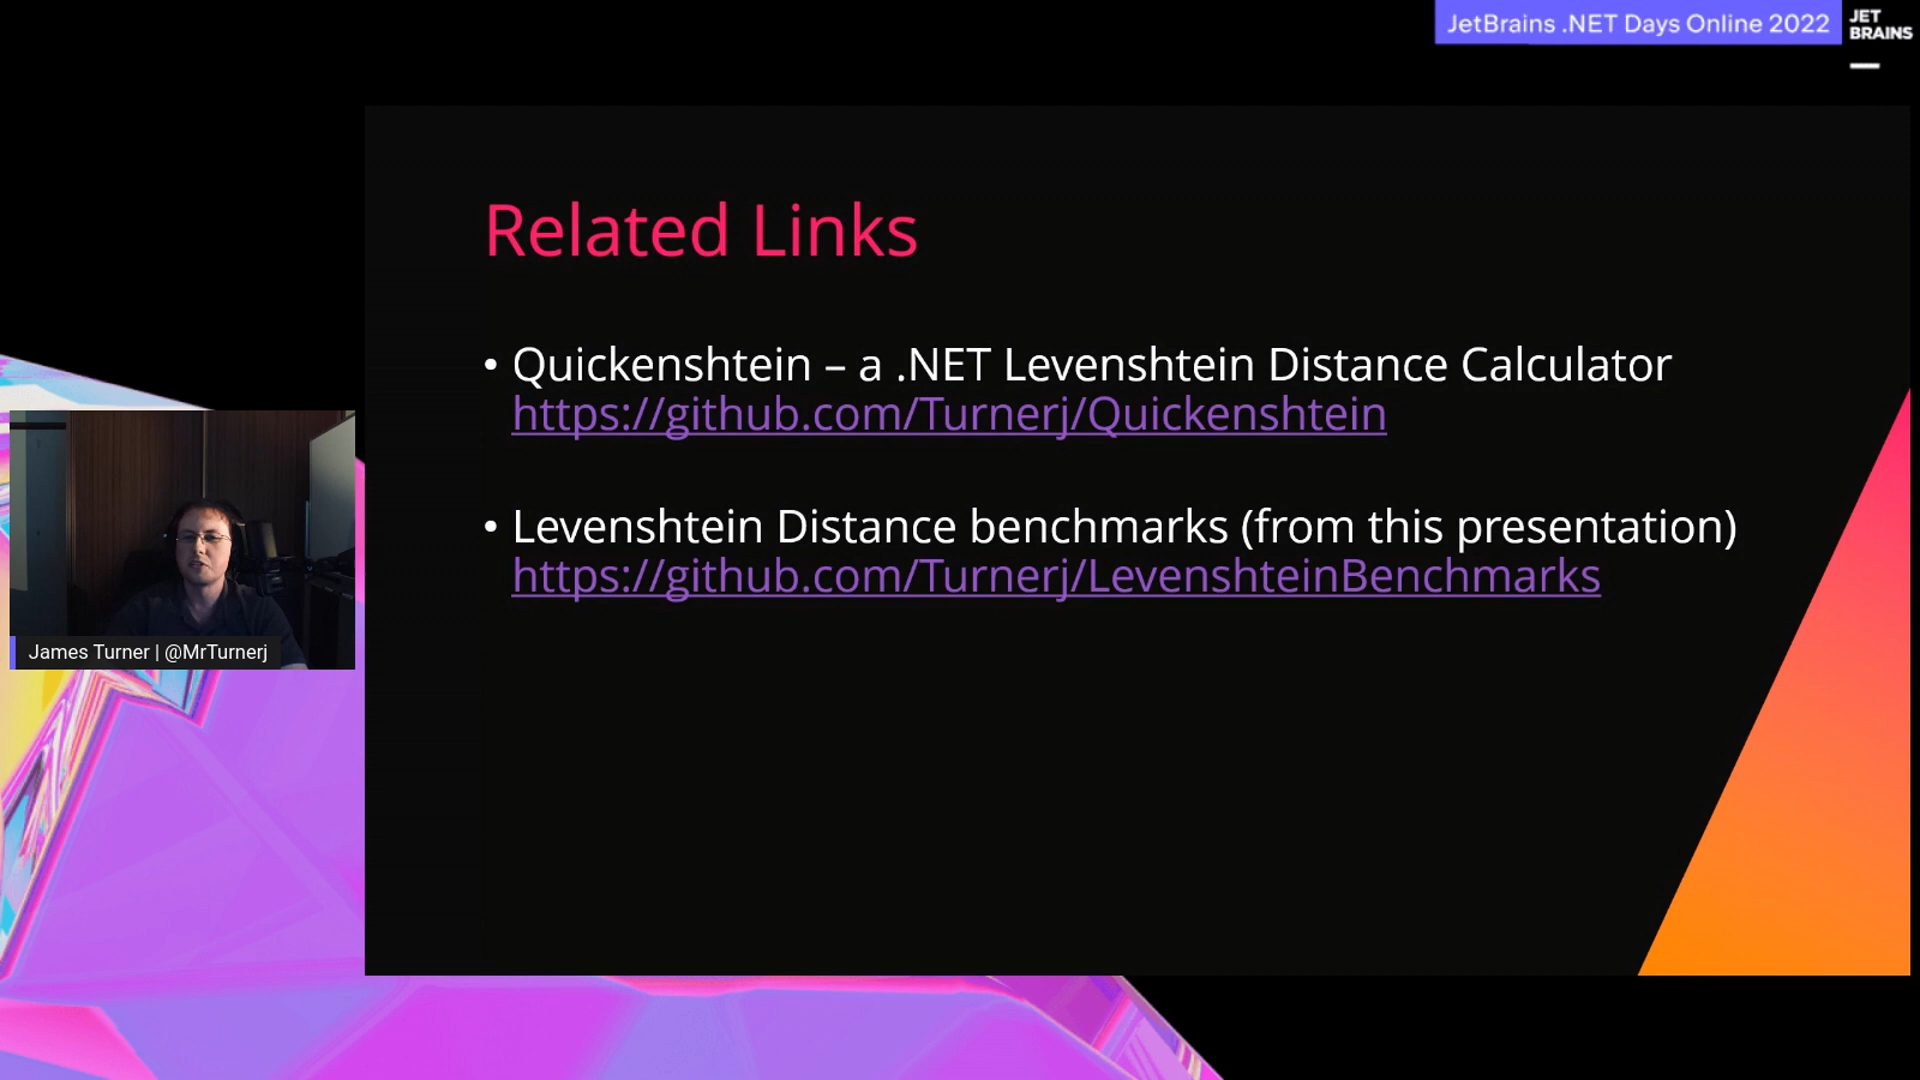 JetBrains .NET Days Online 2022
JET
BRAINS
Related Links
• Quickenshtein – a .NET Levenshtein Distance Calculator
https://github.com/Turnerj/Quickenshtein
• Levenshtein Distance benchmarks (from this presentation)
https://github.com/Turnerj/LevenshteinBenchmarks
James Turner | @MrTurnerj